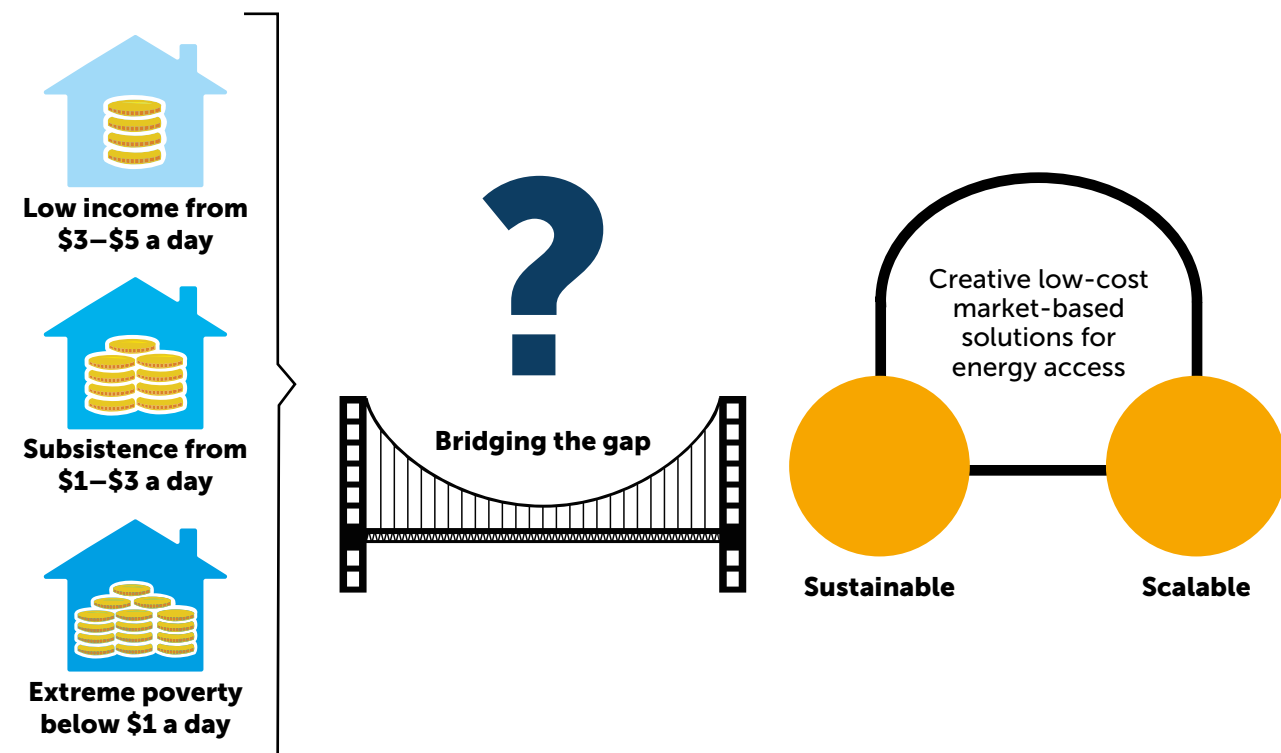 Low income from
$3–$5 a day
Subsistence from
$1–$3 a day
Extreme poverty
below $1 a day
?
Bridging the gap
Creative low-cost
market-based
solutions for
energy access
Sustainable
Scalable